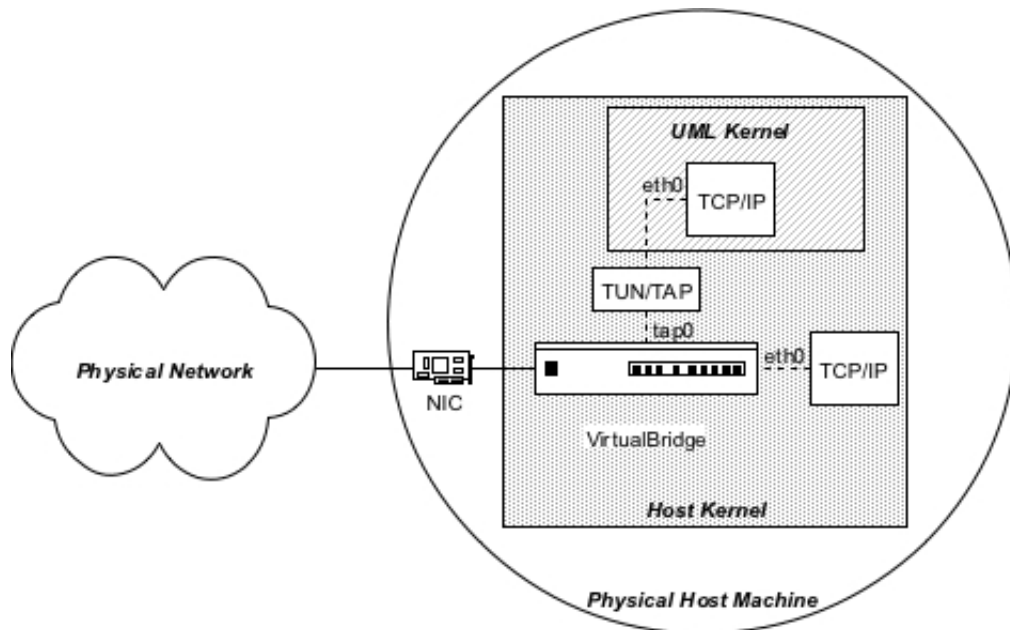 UML Kernel
eth0
TCP/IP
TUN/TAP
tap0
eth0
TCP/IP
Physical Network
NIC
VirtualBridge
Host Kernel
Physical Host Machine